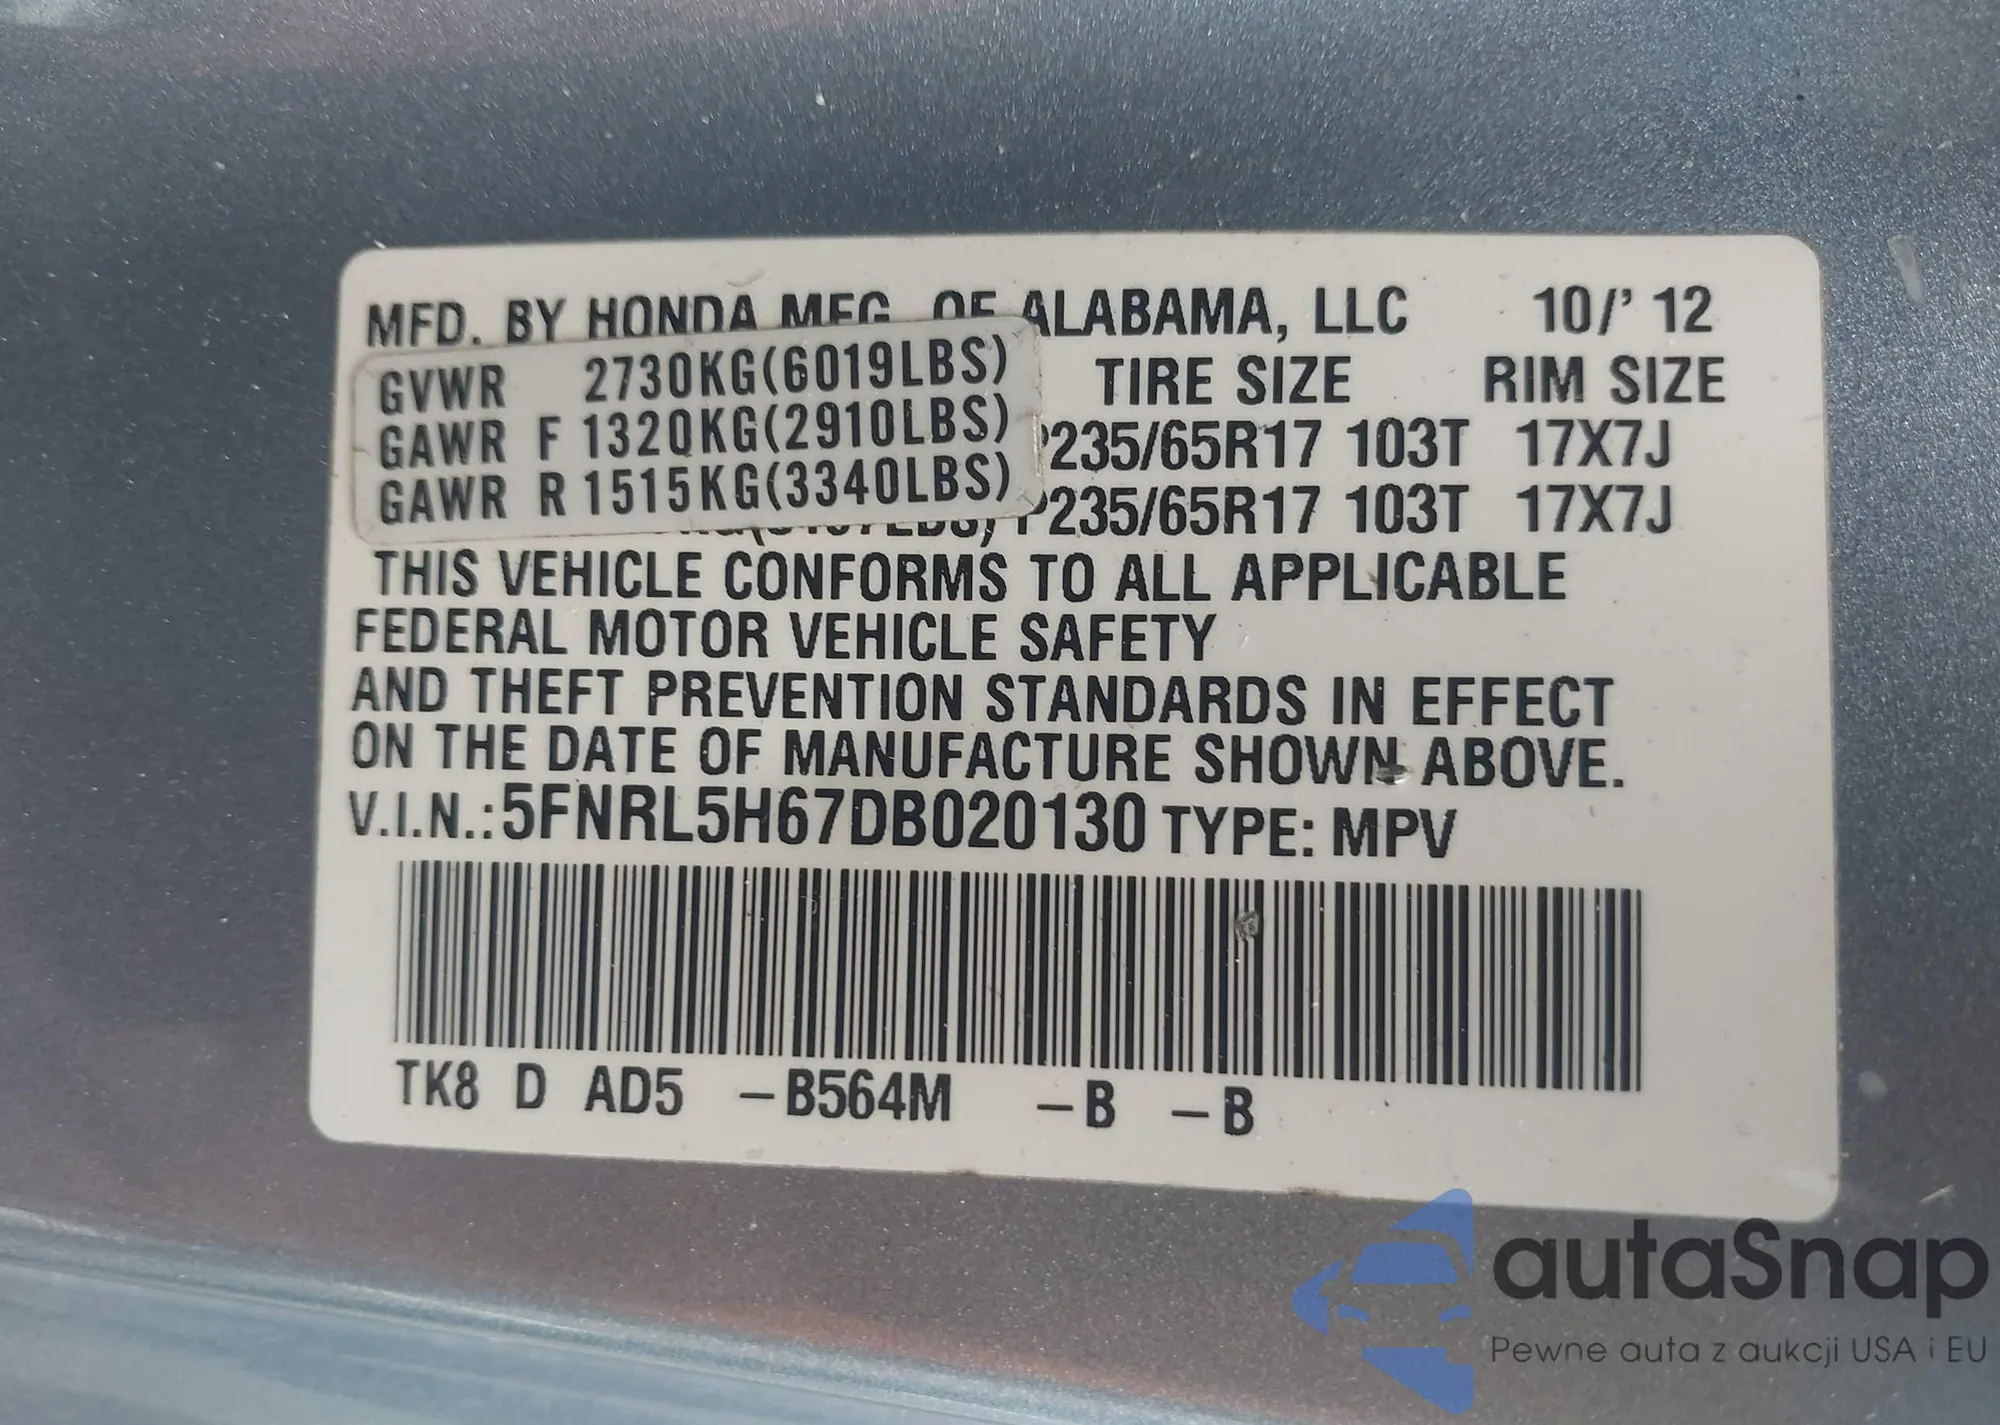 MFD. BY HONDA MFG. OF ALABAMA, LLC 10/' 12
GVWR 2730KG(6019LBS) TIRE SIZE RIM SIZE
GAWR F 1320KG(2910LBS) P235/65R17 103T 17X7J
GAWR R 1515KG(3340LBS) P235/65R17 103T 17X7J
THIS VEHICLE CONFORMS TO ALL APPLICABLE
FEDERAL MOTOR VEHICLE SAFETY
AND THEFT PREVENTION STANDARDS IN EFFECT
ON THE DATE OF MANUFACTURE SHOWN ABOVE.
V.I.N.: 5FNRL5H67DB020130 TYPE: MPV
TK8 D AD5 –B564M –B –B
autaSnap
Pewne auta z aukcji USA i EU